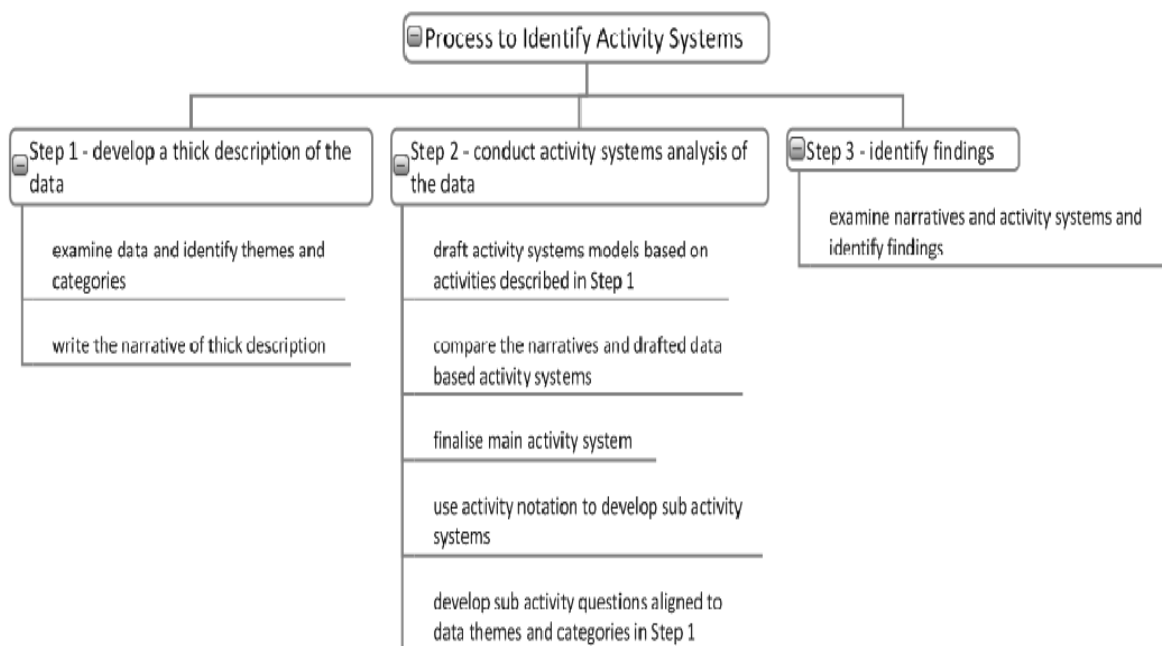 Process to Identify Activity Systems
Step 1 - develop a thick description of the
data
examine data and identify themes and
categories
write the narrative of thick description
Step 2 - conduct activity systems analysis of
the data
draft activity systems models based on
activities described in Step 1
compare the narratives and drafted data
based activity systems
finalise main activity system
use activity notation to develop sub activity
systems
develop sub activity questions aligned to
data themes and categories in Step 1
Step 3 - identify findings
examine narratives and activity systems and
identify findings